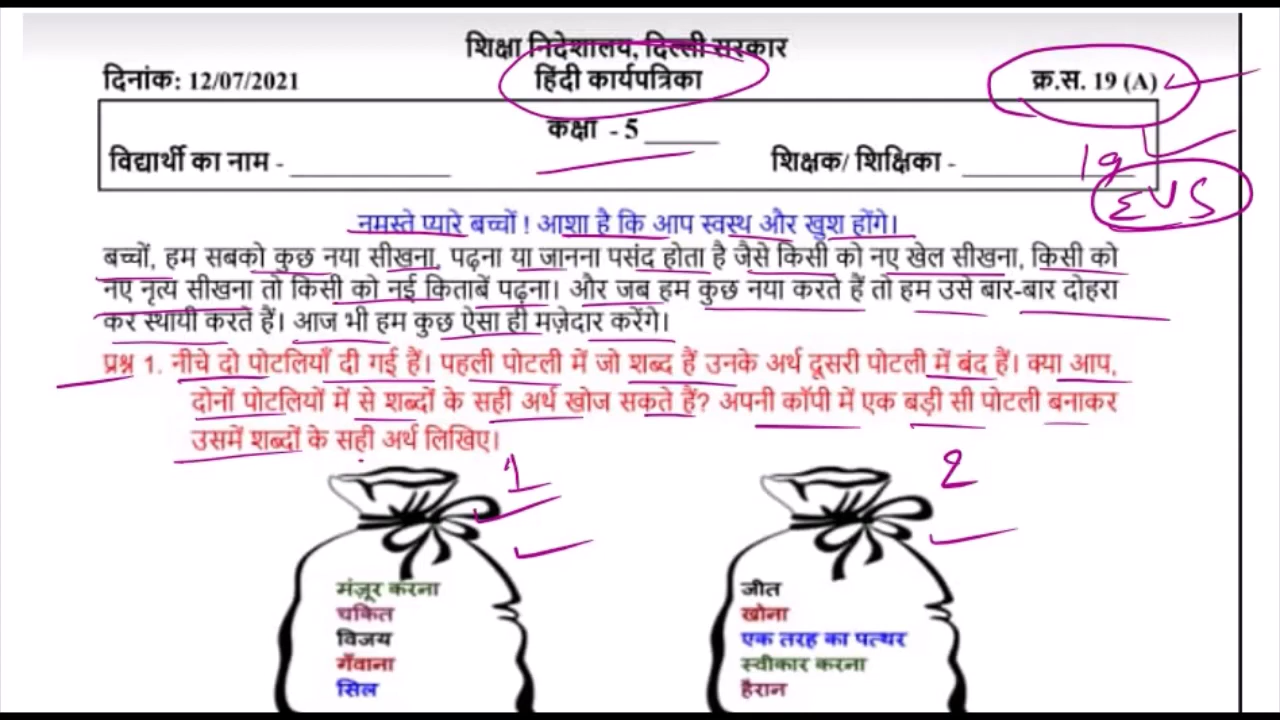 शिक्षा निदेशालय, दिल्ली सरकार
दिनांक: 12/07/2021 हिंदी कार्यपत्रिका क्र.स. 19 (A)
कक्षा - 5 _____
विद्यार्थी का नाम - ____________ शिक्षक/ शिक्षिका - ____________
19
EVS
नमस्ते प्यारे बच्चों ! आशा है कि आप स्वस्थ और खुश होंगे।
बच्चों, हम सबको कुछ नया सीखना, पढ़ना या जानना पसंद होता है जैसे किसी को नए खेल सीखना, किसी को
नए नृत्य सीखना तो किसी को नई किताबें पढ़ना। और जब हम कुछ नया करते हैं तो हम उसे बार-बार दोहरा
कर स्थायी करते हैं। आज भी हम कुछ ऐसा ही मज़ेदार करेंगे।
प्रश्न 1. नीचे दो पोटलियाँ दी गई हैं। पहली पोटली में जो शब्द हैं उनके अर्थ दूसरी पोटली में बंद हैं। क्या आप,
दोनों पोटलियों में से शब्दों के सही अर्थ खोज सकते हैं? अपनी कॉपी में एक बड़ी सी पोटली बनाकर
उसमें शब्दों के सही अर्थ लिखिए।
1
मंज़ूर करना
चकित
विजय
गँवाना
सिल
2
जीत
खोना
एक तरह का पत्थर
स्वीकार करना
हैरान